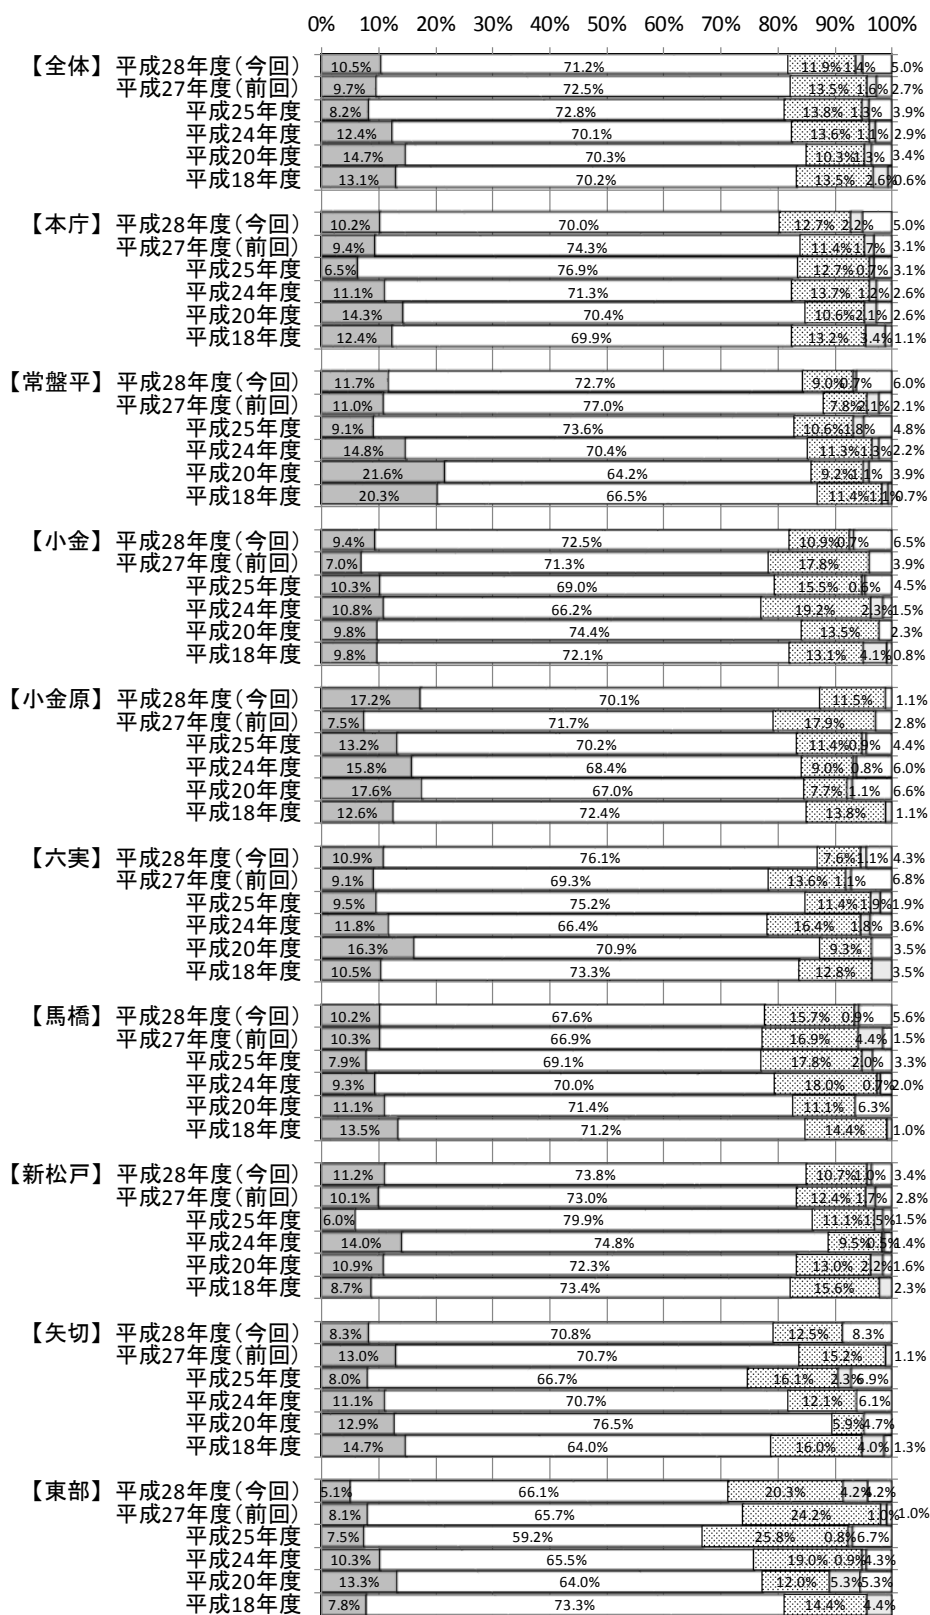 0% 10% 20% 30% 40% 50% 60% 70% 80% 90% 100%
【全体】 平成28年度(今回) 10.5% 71.2% 11.9% 1.4% 5.0%
平成27年度(前回) 9.7% 72.5% 13.5% 1.6% 2.7%
平成25年度 8.2% 72.8% 13.8% 1.3% 3.9%
平成24年度 12.4% 70.1% 13.6% 1.1% 2.9%
平成20年度 14.7% 70.3% 10.3% 1.3% 3.4%
平成18年度 13.1% 70.2% 13.5% 2.6% 0.6%
【本庁】 平成28年度(今回) 10.2% 70.0% 12.7% 2.2% 5.0%
平成27年度(前回) 9.4% 74.3% 11.4% 1.7% 3.1%
平成25年度 6.5% 76.9% 12.7% 0.7% 3.1%
平成24年度 11.1% 71.3% 13.7% 1.2% 2.6%
平成20年度 14.3% 70.4% 10.6% 2.1% 2.6%
平成18年度 12.4% 69.9% 13.2% 3.4% 1.1%
【常盤平】 平成28年度(今回) 11.7% 72.7% 9.0% 0.7% 6.0%
平成27年度(前回) 11.0% 77.0% 7.8% 2.1% 2.1%
平成25年度 9.1% 73.6% 10.6% 1.8% 4.8%
平成24年度 14.8% 70.4% 11.3% 1.3% 2.2%
平成20年度 21.6% 64.2% 9.2% 1.1% 3.9%
平成18年度 20.3% 66.5% 11.4% 1.1% 0.7%
【小金】 平成28年度(今回) 9.4% 72.5% 10.9% 0.7% 6.5%
平成27年度(前回) 7.0% 71.3% 17.8% 3.9%
平成25年度 10.3% 69.0% 15.5% 0.6% 4.5%
平成24年度 10.8% 66.2% 19.2% 2.3% 1.5%
平成20年度 9.8% 74.4% 13.5% 2.3%
平成18年度 9.8% 72.1% 13.1% 4.1% 0.8%
【小金原】 平成28年度(今回) 17.2% 70.1% 11.5% 1.1%
平成27年度(前回) 7.5% 71.7% 17.9% 2.8%
平成25年度 13.2% 70.2% 11.4% 0.9% 4.4%
平成24年度 15.8% 68.4% 9.0% 0.8% 6.0%
平成20年度 17.6% 67.0% 7.7% 1.1% 6.6%
平成18年度 12.6% 72.4% 13.8% 1.1%
【六実】 平成28年度(今回) 10.9% 76.1% 7.6% 1.1% 4.3%
平成27年度(前回) 9.1% 69.3% 13.6% 1.1% 6.8%
平成25年度 9.5% 75.2% 11.4% 1.9% 1.9%
平成24年度 11.8% 66.4% 16.4% 1.8% 3.6%
平成20年度 16.3% 70.9% 9.3% 3.5%
平成18年度 10.5% 73.3% 12.8% 3.5%
【馬橋】 平成28年度(今回) 10.2% 67.6% 15.7% 0.9% 5.6%
平成27年度(前回) 10.3% 66.9% 16.9% 4.4% 1.5%
平成25年度 7.9% 69.1% 17.8% 2.0% 3.3%
平成24年度 9.3% 70.0% 18.0% 0.7% 2.0%
平成20年度 11.1% 71.4% 11.1% 6.3%
平成18年度 13.5% 71.2% 14.4% 1.0%
【新松戸】 平成28年度(今回) 11.2% 73.8% 10.7% 1.0% 3.4%
平成27年度(前回) 10.1% 73.0% 12.4% 1.7% 2.8%
平成25年度 6.0% 79.9% 11.1% 1.5% 1.5%
平成24年度 14.0% 74.8% 9.5% 0.5% 1.4%
平成20年度 10.9% 72.3% 13.0% 2.2% 1.6%
平成18年度 8.7% 73.4% 15.6% 2.3%
【矢切】 平成28年度(今回) 8.3% 70.8% 12.5% 8.3%
平成27年度(前回) 13.0% 70.7% 15.2% 1.1%
平成25年度 8.0% 66.7% 16.1% 2.3% 6.9%
平成24年度 11.1% 70.7% 12.1% 6.1%
平成20年度 12.9% 76.5% 5.9% 4.7%
平成18年度 14.7% 64.0% 16.0% 4.0% 1.3%
【東部】 平成28年度(今回) 5.1% 66.1% 20.3% 4.2% 4.2%
平成27年度(前回) 8.1% 65.7% 24.2% 1.0% 1.0%
平成25年度 7.5% 59.2% 25.8% 0.8% 6.7%
平成24年度 10.3% 65.5% 19.0% 0.9% 4.3%
平成20年度 13.3% 64.0% 12.0% 5.3% 5.3%
平成18年度 7.8% 73.3% 14.4% 4.4%